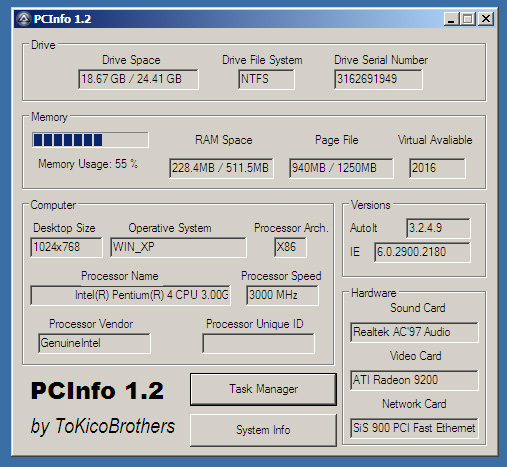 PCInfo 1.2
Drive
Drive Space Drive File System Drive Serial Number
18.67 GB / 24.41 GB NTFS 3162691949
Memory
RAM Space Page File Virtual Avaliable
Memory Usage: 55 % 228.4MB / 511.5MB 940MB / 1250MB 2016
Computer
Desktop Size Operative System Processor Arch.
1024x768 WIN_XP X86
Processor Name Processor Speed
Intel(R) Pentium(R) 4 CPU 3.00G 3000 MHz
Processor Vendor Processor Unique ID
GenuineIntel
Versions
AutoIt 3.2.4.9
IE 6.0.2900.2180
Hardware
Sound Card
Realtek AC'97 Audio
Video Card
ATI Radeon 9200
Network Card
SiS 900 PCI Fast Ethernet
PCInfo 1.2
by ToKicoBrothers
Task Manager
System Info